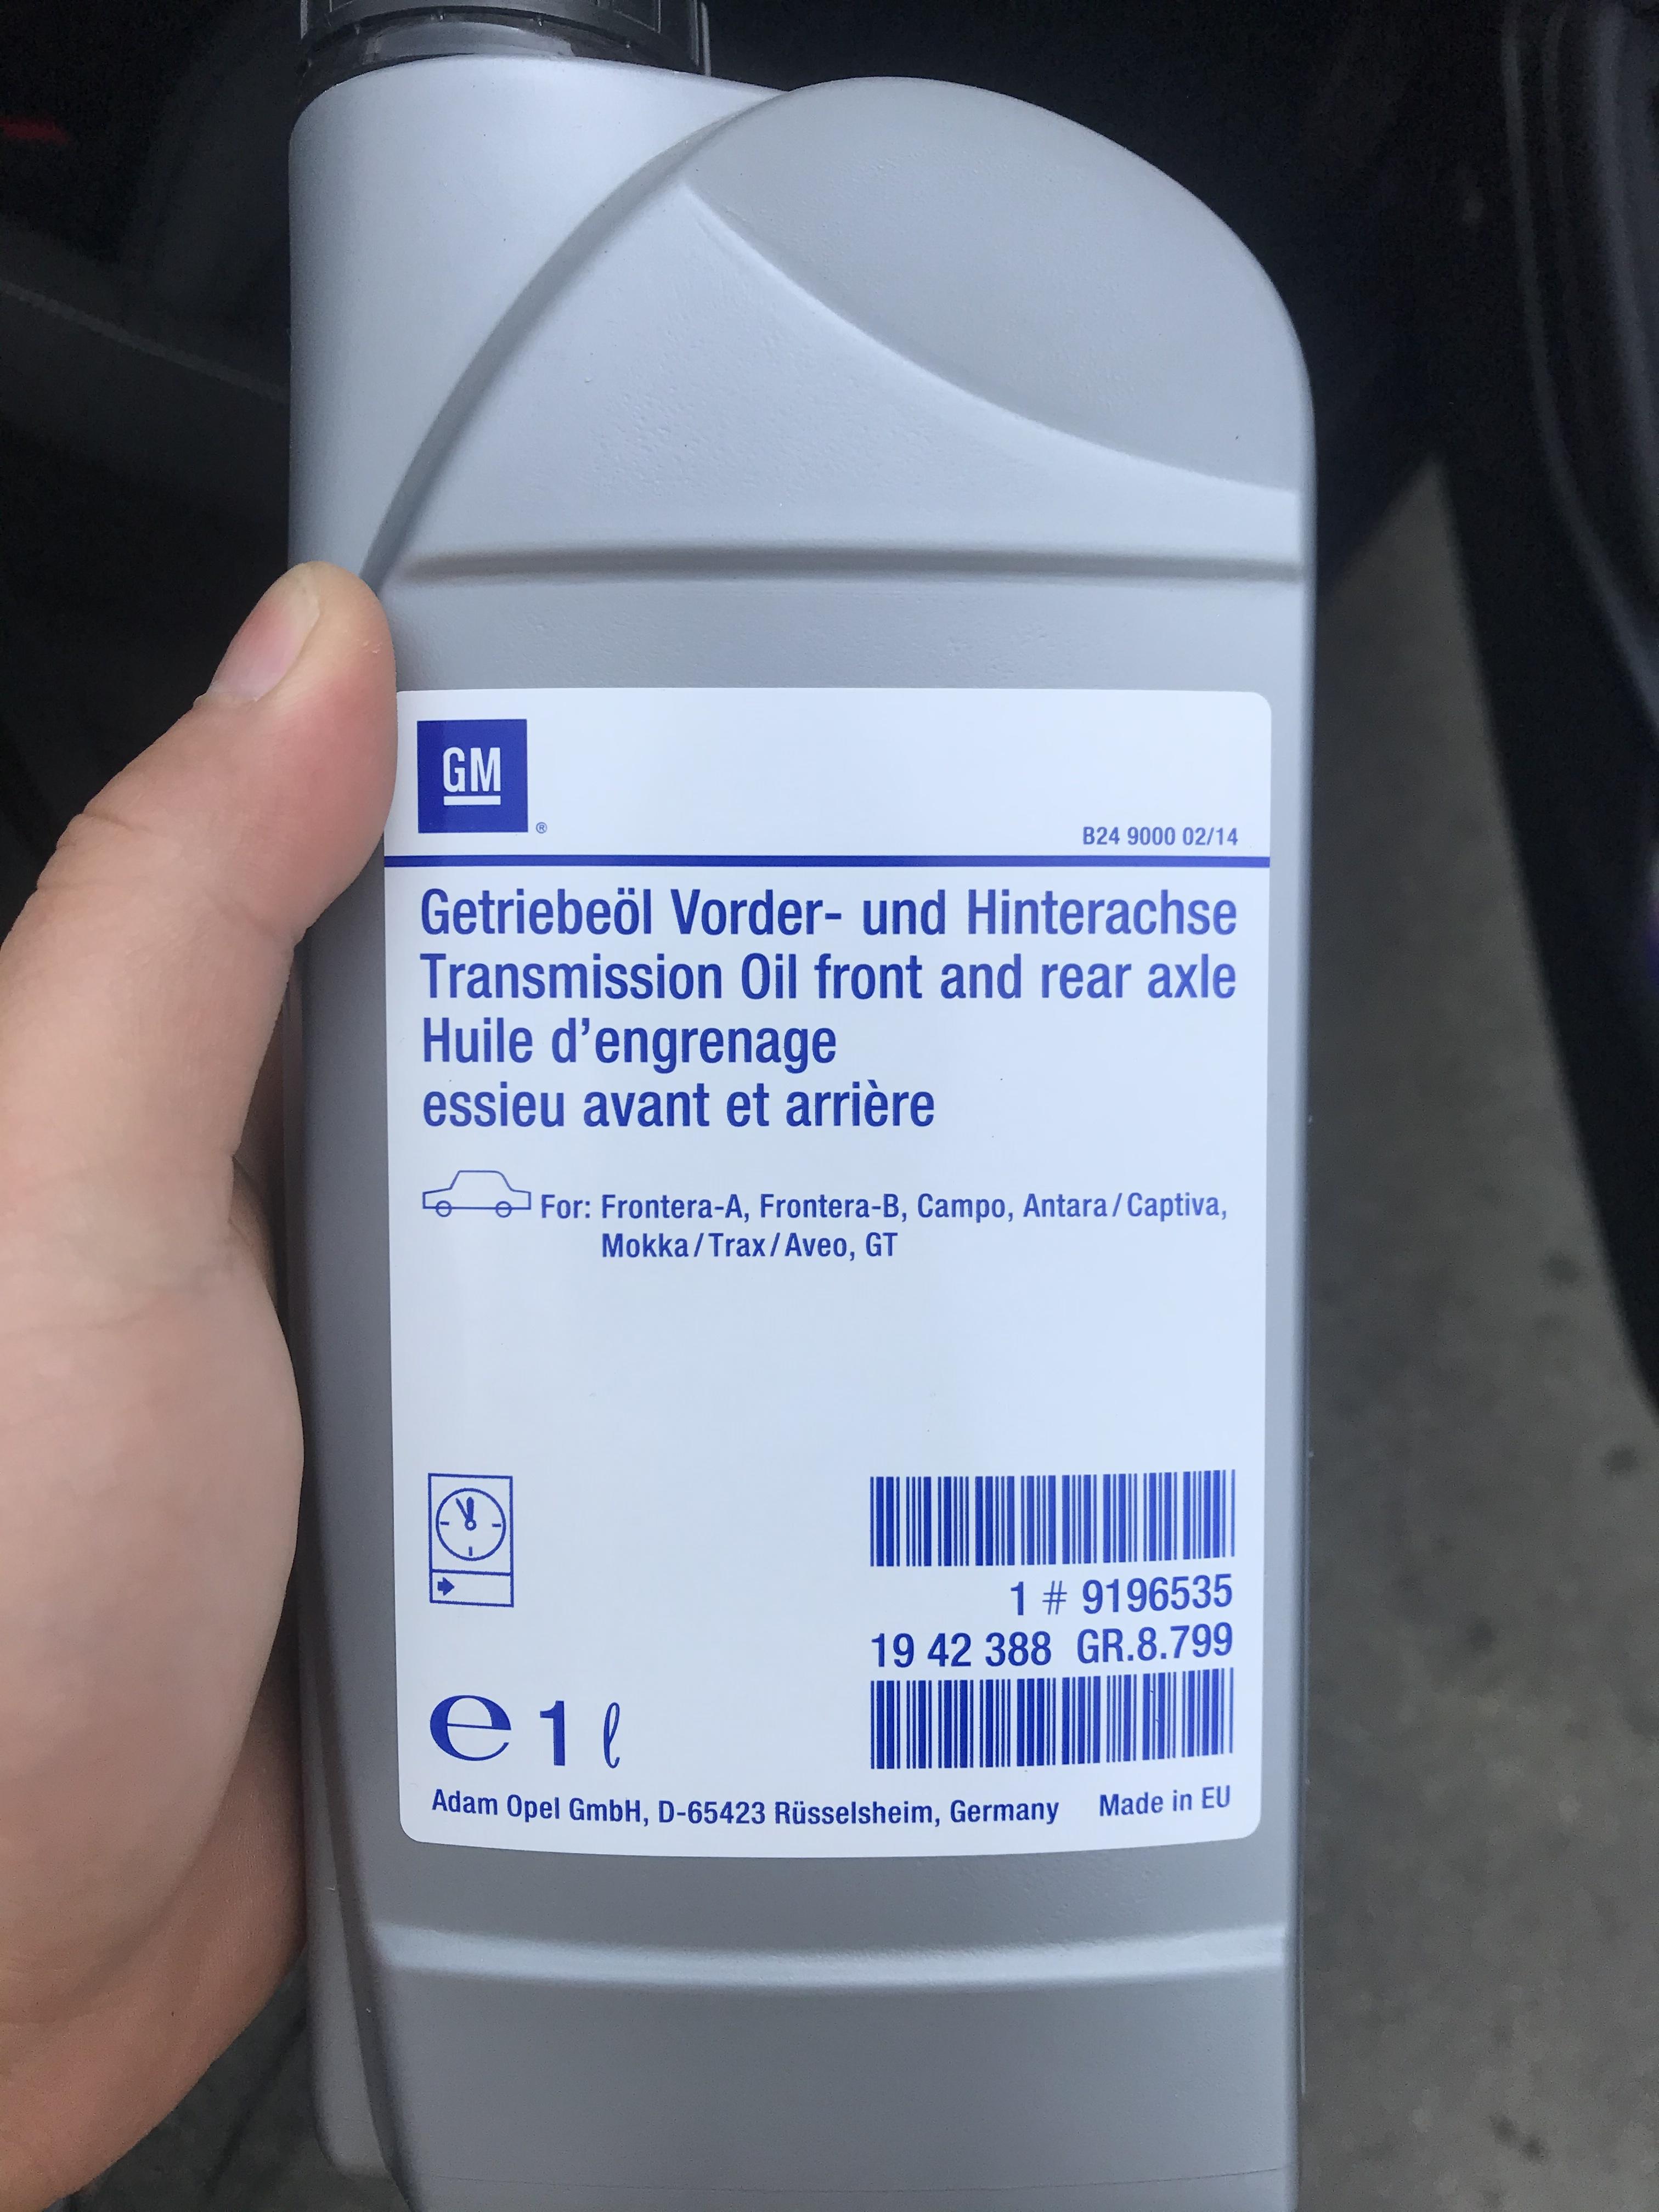 GM
®
B24 9000 02/14
Getriebeöl Vorder- und Hinterachse
Transmission Oil front and rear axle
Huile d'engrenage
essieu avant et arrière
For: Frontera-A, Frontera-B, Campo, Antara/Captiva,
Mokka/Trax/Aveo, GT
1 # 9196535
19 42 388 GR.8.799
e 1 ℓ
Adam Opel GmbH, D-65423 Rüsselsheim, Germany Made in EU